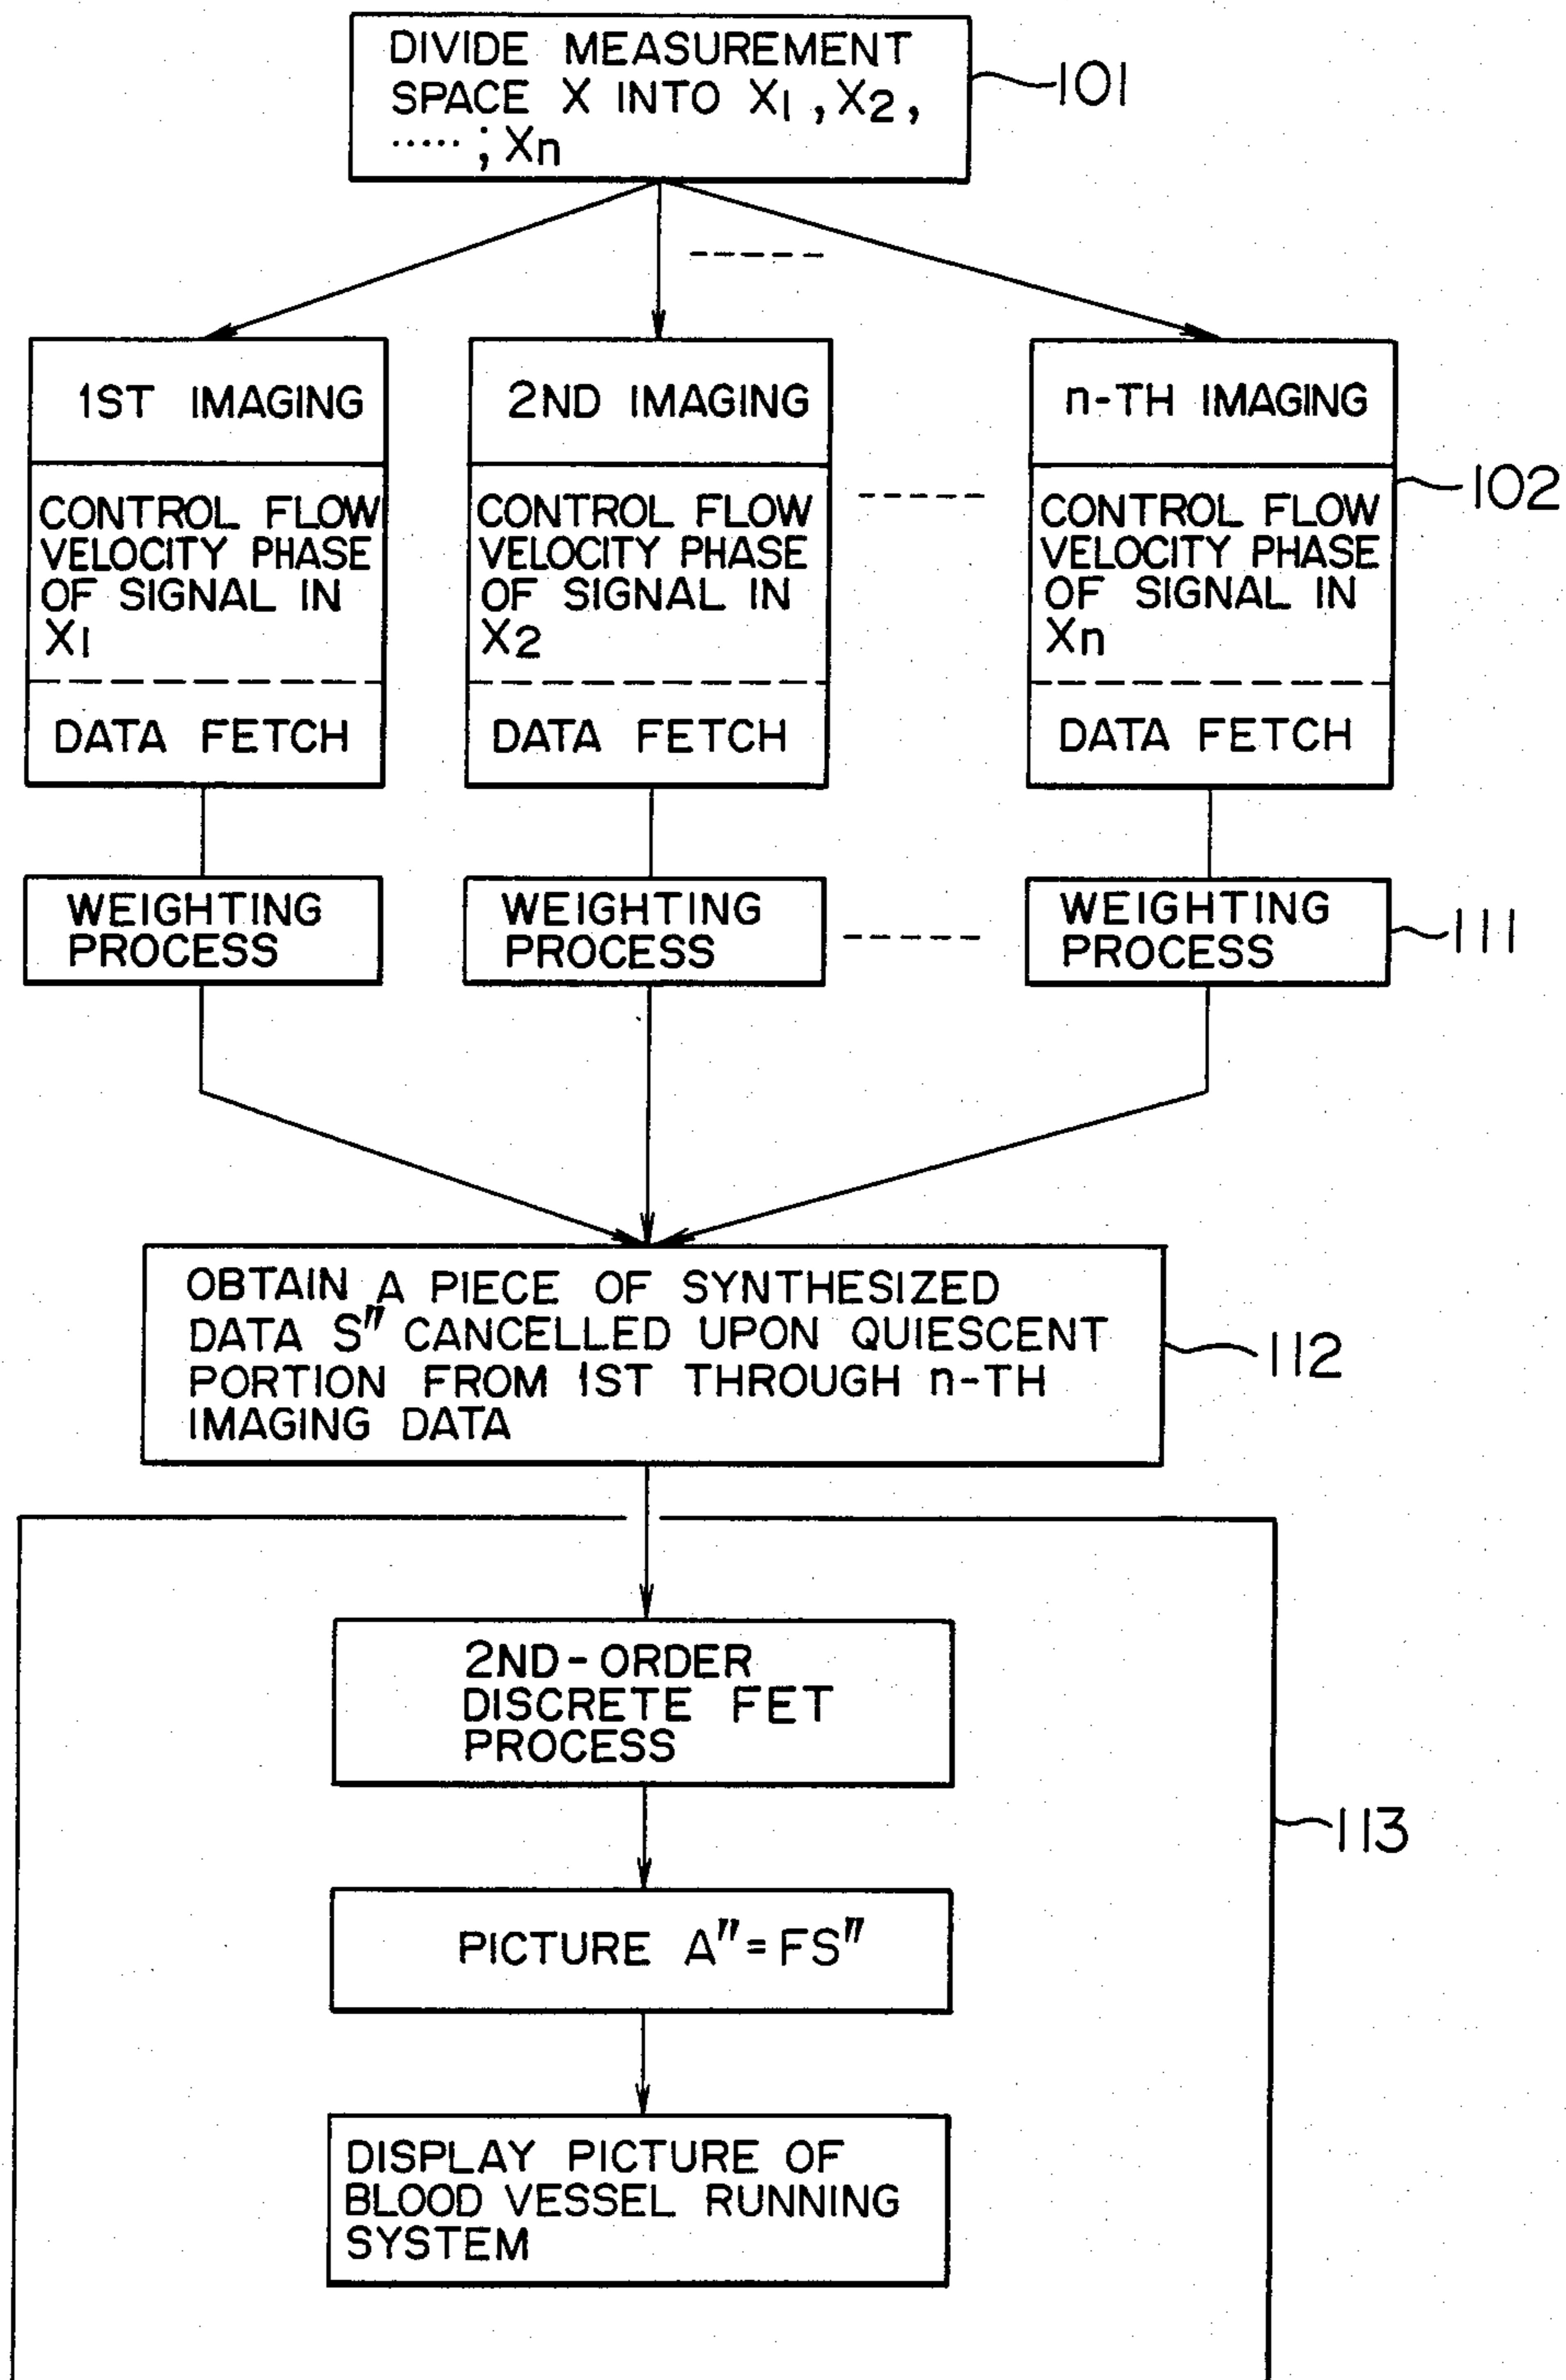 DIVIDE MEASUREMENT
SPACE X INTO X1 , X2 ,
..... ; Xn
101
1ST IMAGING
CONTROL FLOW
VELOCITY PHASE
OF SIGNAL IN
X1
DATA FETCH
2ND IMAGING
CONTROL FLOW
VELOCITY PHASE
OF SIGNAL IN
X2
DATA FETCH
n-TH IMAGING
CONTROL FLOW
VELOCITY PHASE
OF SIGNAL IN
Xn
DATA FETCH
102
WEIGHTING
PROCESS
WEIGHTING
PROCESS
WEIGHTING
PROCESS
111
OBTAIN A PIECE OF SYNTHESIZED
DATA S″ CANCELLED UPON QUIESCENT
PORTION FROM 1ST THROUGH n-TH
IMAGING DATA
112
2ND-ORDER
DISCRETE FET
PROCESS
113
PICTURE A″=FS″
DISPLAY PICTURE OF
BLOOD VESSEL RUNNING
SYSTEM